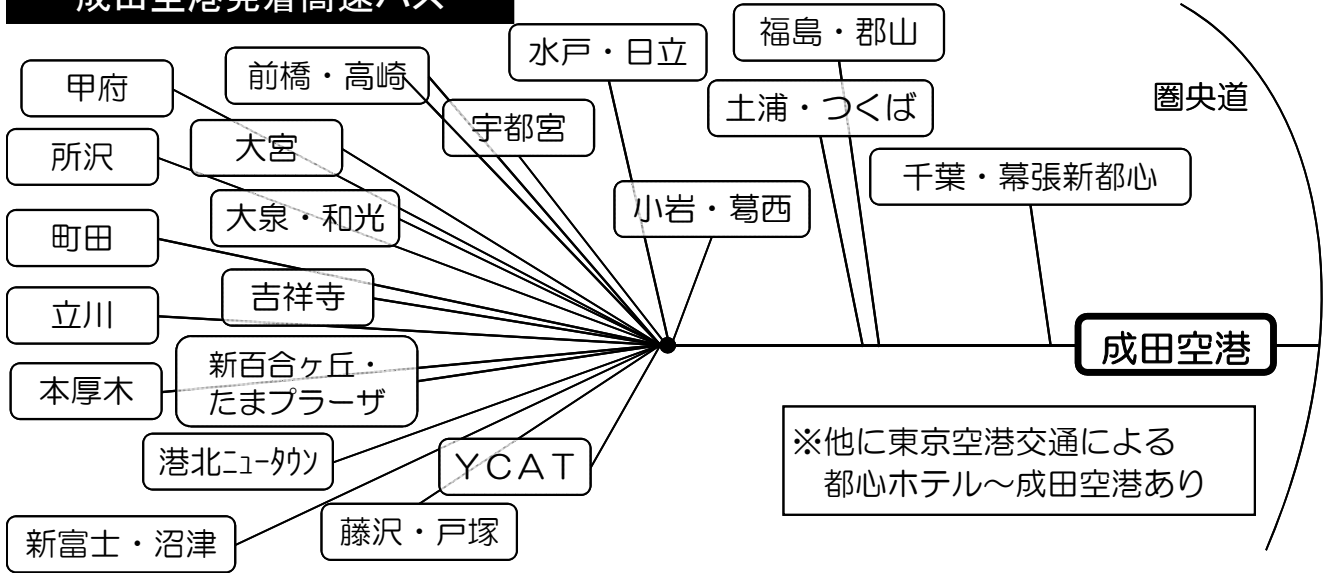 成田空港発着高速バス
水戸・日立
福島・郡山
甲府
前橋・高崎
圏央道
土浦・つくば
宇都宮
所沢
大宮
千葉・幕張新都心
小岩・葛西
大泉・和光
町田
吉祥寺
立川
成田空港
新百合ヶ丘・
たまプラーザ
本厚木
※他に東京空港交通による
都心ホテル～成田空港あり
港北ﾆｭｰﾀｳﾝ
ＹＣＡＴ
藤沢・戸塚
新富士・沼津